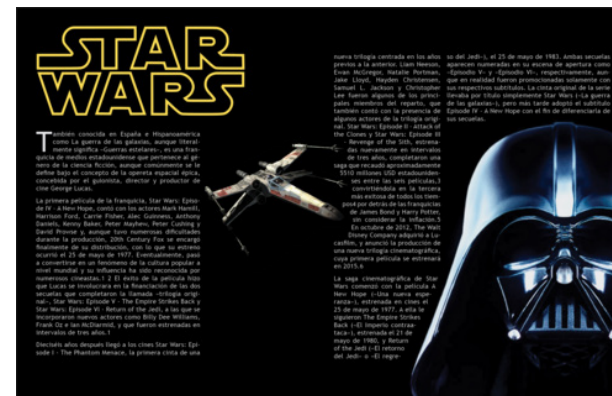 STAR
WARS
También conocida en España e Hispanoamérica
como La guerra de las galaxias, aunque literal-
mente significa «Guerras estelares», es una fran-
quicia de medios estadounidense que pertenece al gé-
nero de la ciencia ficción, aunque comúnmente se le
define bajo el concepto de la opereta espacial épica,
concebida por el guionista, director y productor de
cine George Lucas.
La primera película de la franquicia, Star Wars: Episo-
de IV - A New Hope, contó con los actores Mark Hamill,
Harrison Ford, Carrie Fisher, Alec Guinness, Anthony
Daniels, Kenny Baker, Peter Mayhew, Peter Cushing y
David Prowse y, aunque tuvo numerosas dificultades
durante la producción, 20th Century Fox se encargó
finalmente de su distribución, con lo que su estreno
ocurrió el 25 de mayo de 1977. Eventualmente, pasó
a convertirse en un fenómeno de la cultura popular a
nivel mundial y su influencia ha sido reconocida por
numerosos cineastas.1 2 El éxito de la película hizo
que Lucas se involucrara en la financiación de las dos
secuelas que completaron la llamada «trilogía origi-
nal», Star Wars: Episode V - The Empire Strikes Back y
Star Wars: Episode VI - Return of the Jedi, a las que se
incorporaron nuevos actores como Billy Dee Williams,
Frank Oz e Ian McDiarmid, y que fueron estrenadas en
intervalos de tres años.1
Dieciséis años después llegó a los cines Star Wars: Epi-
sode I - The Phantom Menace, la primera cinta de una
nueva trilogía centrada en los años
previos a la anterior. Liam Neeson,
Ewan McGregor, Natalie Portman,
Jake Lloyd, Hayden Christensen,
Samuel L. Jackson y Christopher
Lee fueron algunos de los princi-
pales miembros del reparto, que
también contó con la presencia de
algunos actores de la trilogía origi-
nal. Star Wars: Episode II - Attack of
the Clones y Star Wars: Episode III
- Revenge of the Sith, estrena-
das nuevamente en intervalos
de tres años, completaron una
saga que recaudó aproximadamente
5510 millones USD estadouniden-
ses entre las seis películas,3
convirtiéndola en la tercera
más exitosa de todos los tiem-
pos4 por detrás de las franquicias
de James Bond y Harry Potter,
sin considerar la inflación.5
En octubre de 2012, The Walt
Disney Company adquirió a Lu-
casfilm, y anunció la producción
de una nueva trilogía cinematográfica,
cuya primera película se estrenará
en 2015.6
La saga cinematográfica de Star
Wars comenzó con la película A
New Hope («Una nueva espe-
ranza»), estrenada en cines el
25 de mayo de 1977. A ella le
siguieron The Empire Strikes
Back («El Imperio contraa-
taca»), estrenada el 21 de
mayo de 1980, y Return
of the Jedi («El retorno
del Jedi» o «El regre-
so del Jedi»), el 25 de mayo de 1983. Ambas secuelas
aparecen numeradas en su escena de apertura como
«Episodio V» y «Episodio VI», respectivamente, aun-
que en realidad fueron promocionadas solamente con
sus respectivos subtítulos. La cinta original de la serie
llevaba por título simplemente Star Wars («La guerra
de las galaxias»), pero más tarde adoptó el subtítulo
Episode IV - A New Hope con el fin de diferenciarla de
sus secuelas.